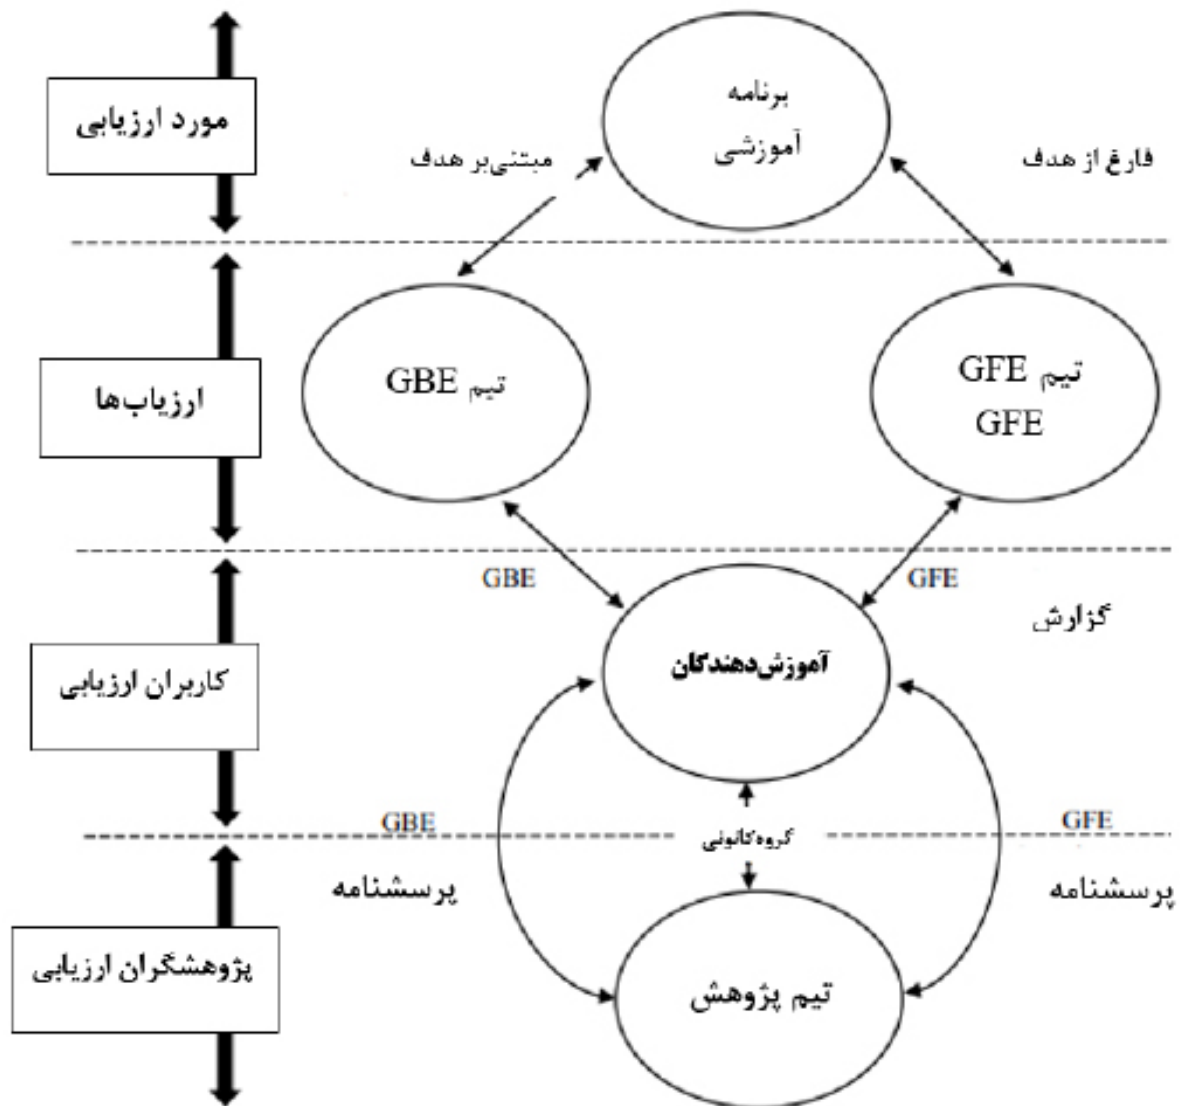 برنامه
آموزشی
مورد ارزیابی
مبتنی‌بر هدف
فارغ از هدف
ارزیاب‌ها
تیم GBE
تیم GFE
GFE
GBE
GFE
گزارش
آموزش‌دهندگان
کاربران ارزیابی
GBE
GFE
گروه کانونی
پرسشنامه
پرسشنامه
پژوهشگران ارزیابی
تیم پژوهش